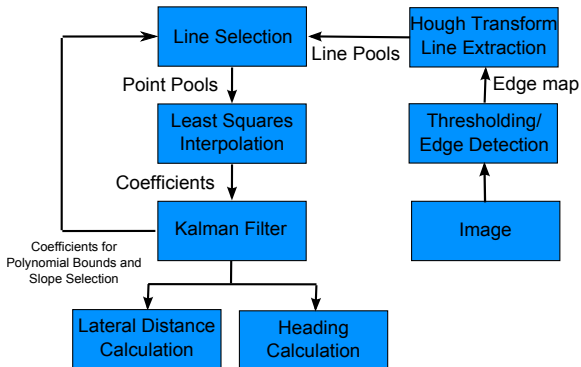 Hough Transform
Line Extraction
Line Selection
Line Pools
Edge map
Point Pools
Least Squares
Interpolation
Thresholding/
Edge Detection
Coefficients
Kalman Filter
Image
Coefficients for
Polynomial Bounds and
Slope Selection
Lateral Distance
Calculation
Heading
Calculation